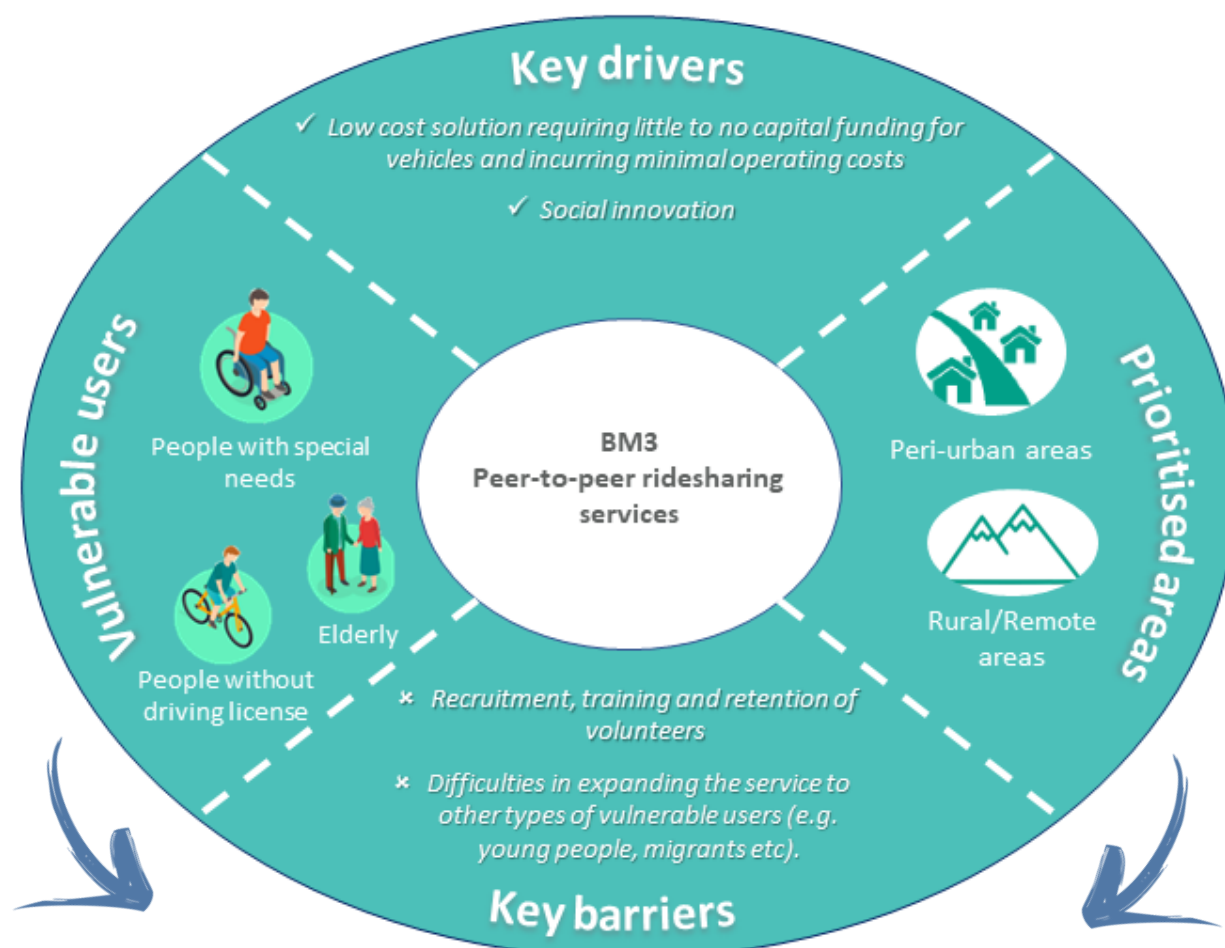 Key drivers
✓ Low cost solution requiring little to no capital funding for
vehicles and incurring minimal operating costs
✓ Social innovation
Vulnerable users
People with special
needs
Elderly
People without
driving license
BM3
Peer-to-peer ridesharing
services
Prioritised areas
Peri-urban areas
Rural/Remote
areas
× Recruitment, training and retention of
volunteers
× Difficulties in expanding the service to
other types of vulnerable users (e.g.
young people, migrants etc).
Key barriers